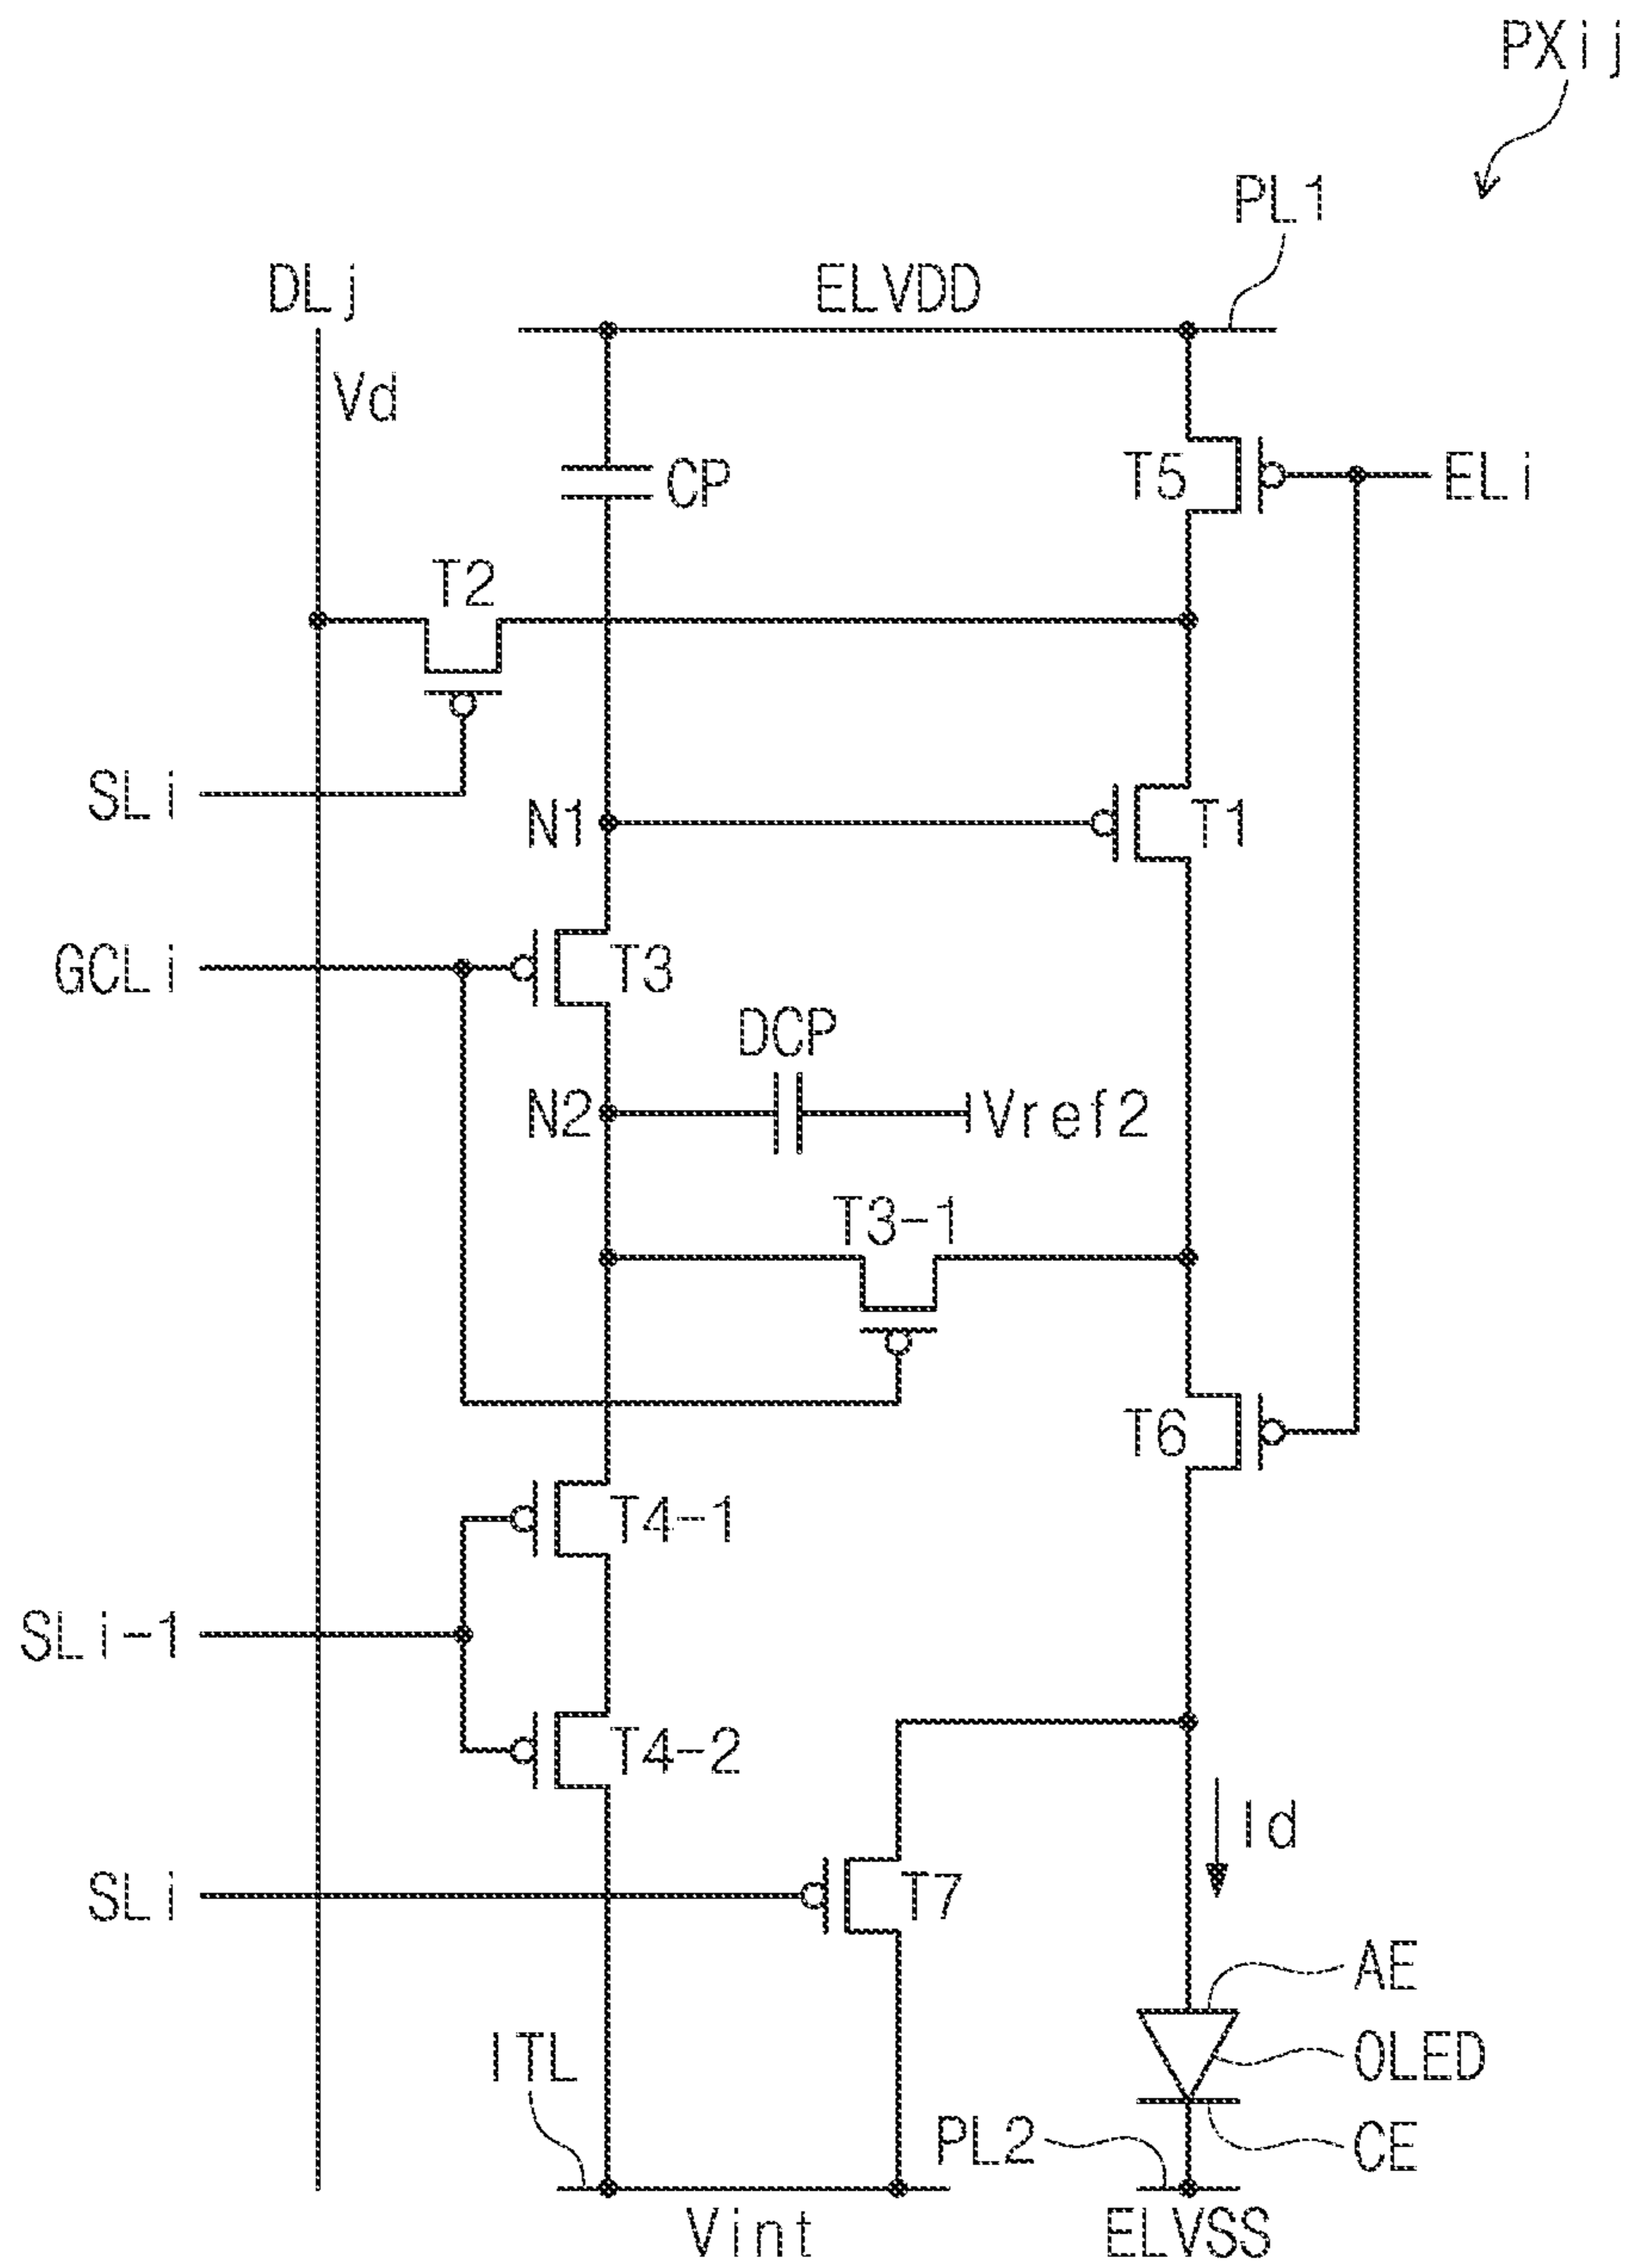 PXij
PL1
DLj
ELVDD
Vd
CP
T5
ELi
T2
SLi
N1
T1
GCLi
T3
DCP
N2
Vref2
T3-1
T6
T4-1
SLi-1
T4-2
Id
SLi
T7
AE
ITL
OLED
PL2
CE
Vint
ELVSS